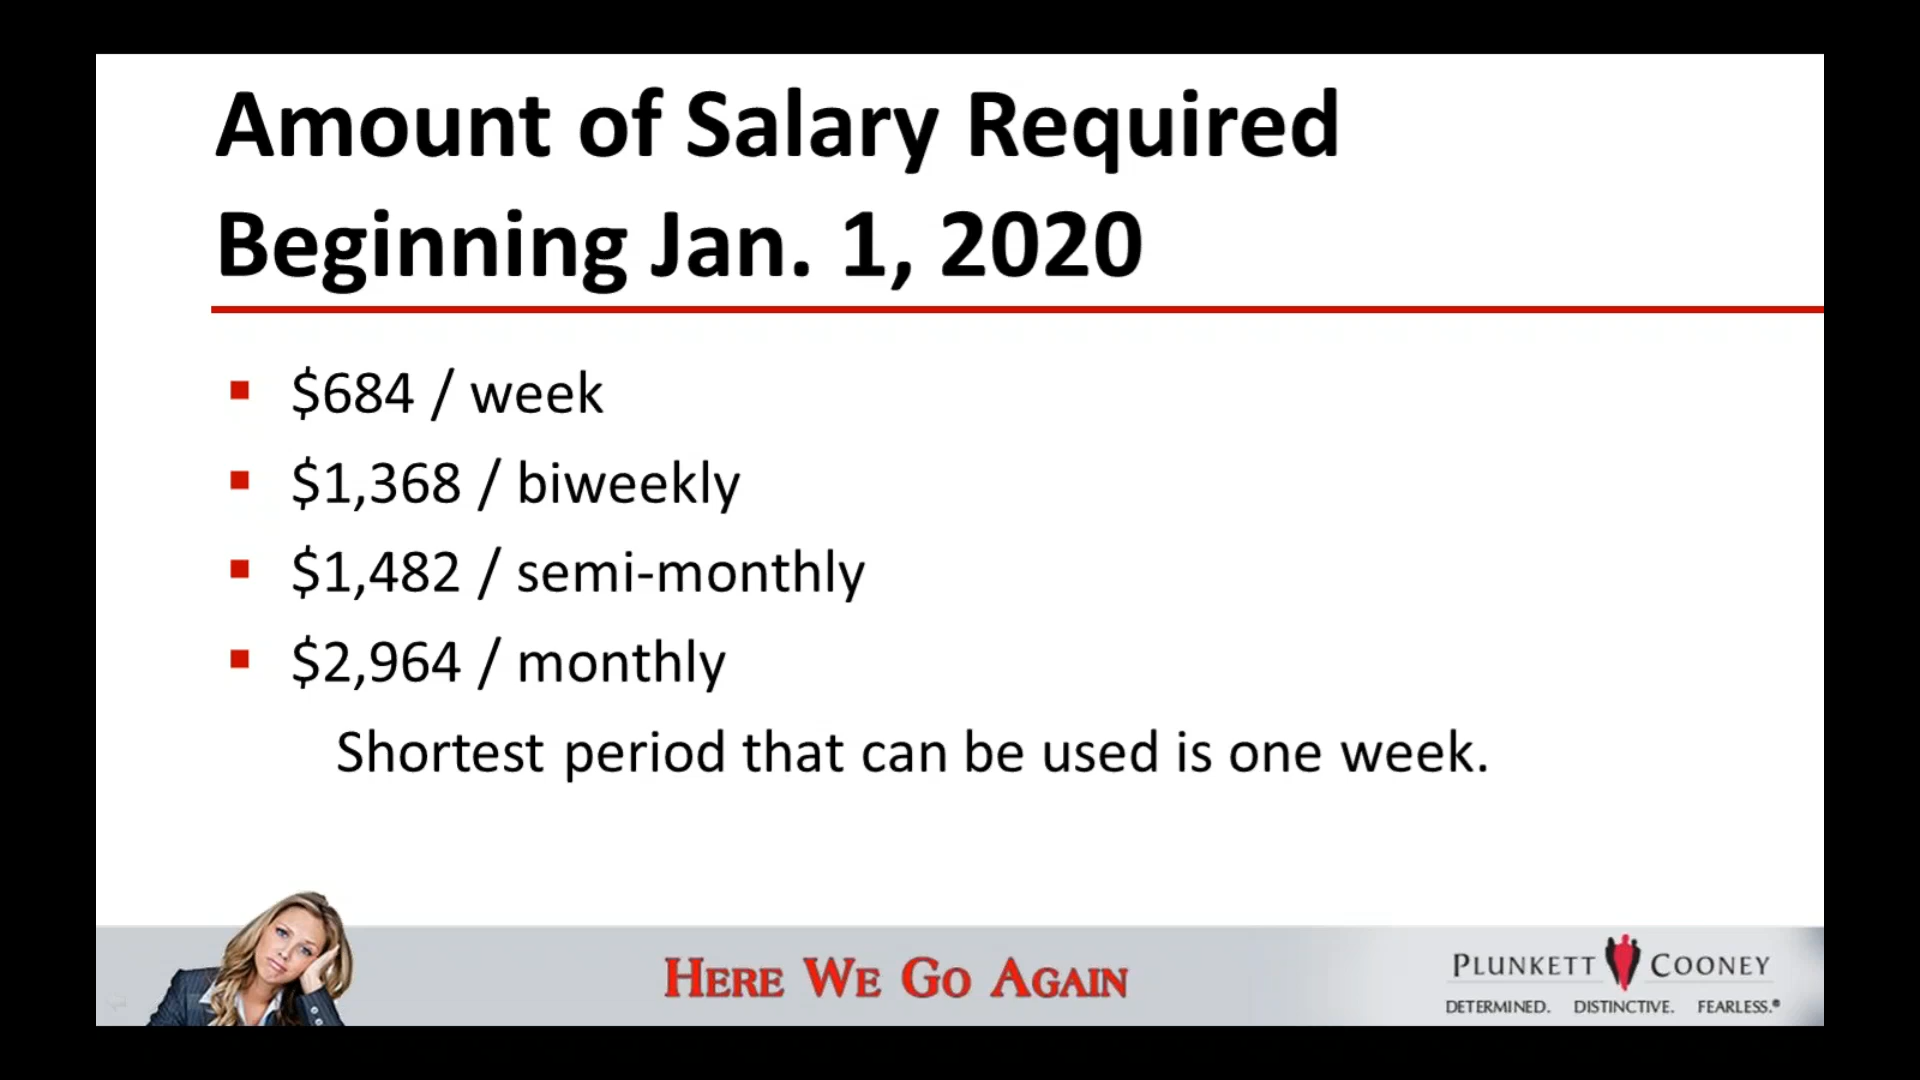 Amount of Salary Required
Beginning Jan. 1, 2020
$684 / week
$1,368 / biweekly
$1,482 / semi-monthly
$2,964 / monthly
Shortest period that can be used is one week.
HERE WE GO AGAIN
PLUNKETT COONEY
DETERMINED. DISTINCTIVE. FEARLESS.®